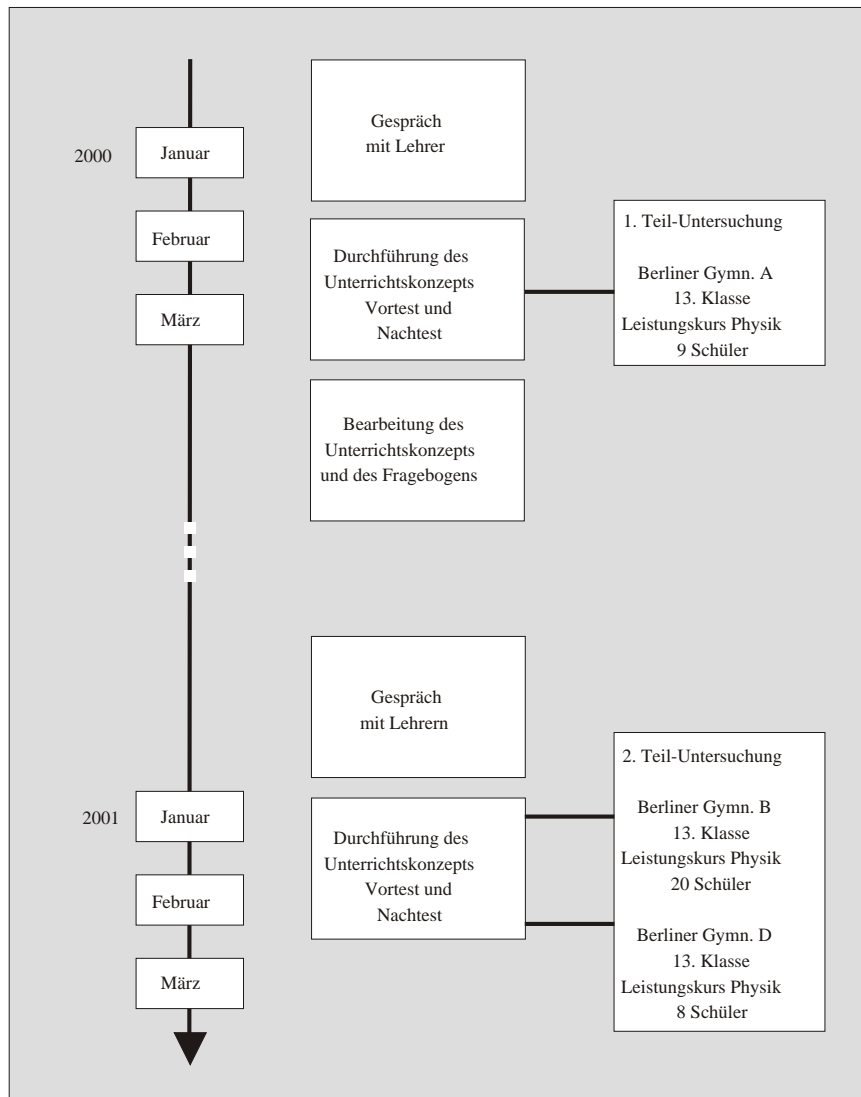 2000
Januar
Februar
März
Gespräch
mit Lehrer
Durchführung des
Unterrichtskonzepts
Vortest und
Nachtest
1. Teil-Untersuchung
Berliner Gymn. A
13. Klasse
Leistungskurs Physik
9 Schüler
Bearbeitung des
Unterrichtskonzepts
und des Fragebogens
Gespräch
mit Lehrern
2001
Januar
Februar
März
Durchführung des
Unterrichtskonzepts
Vortest und
Nachtest
2. Teil-Untersuchung
Berliner Gymn. B
13. Klasse
Leistungskurs Physik
20 Schüler
Berliner Gymn. D
13. Klasse
Leistungskurs Physik
8 Schüler